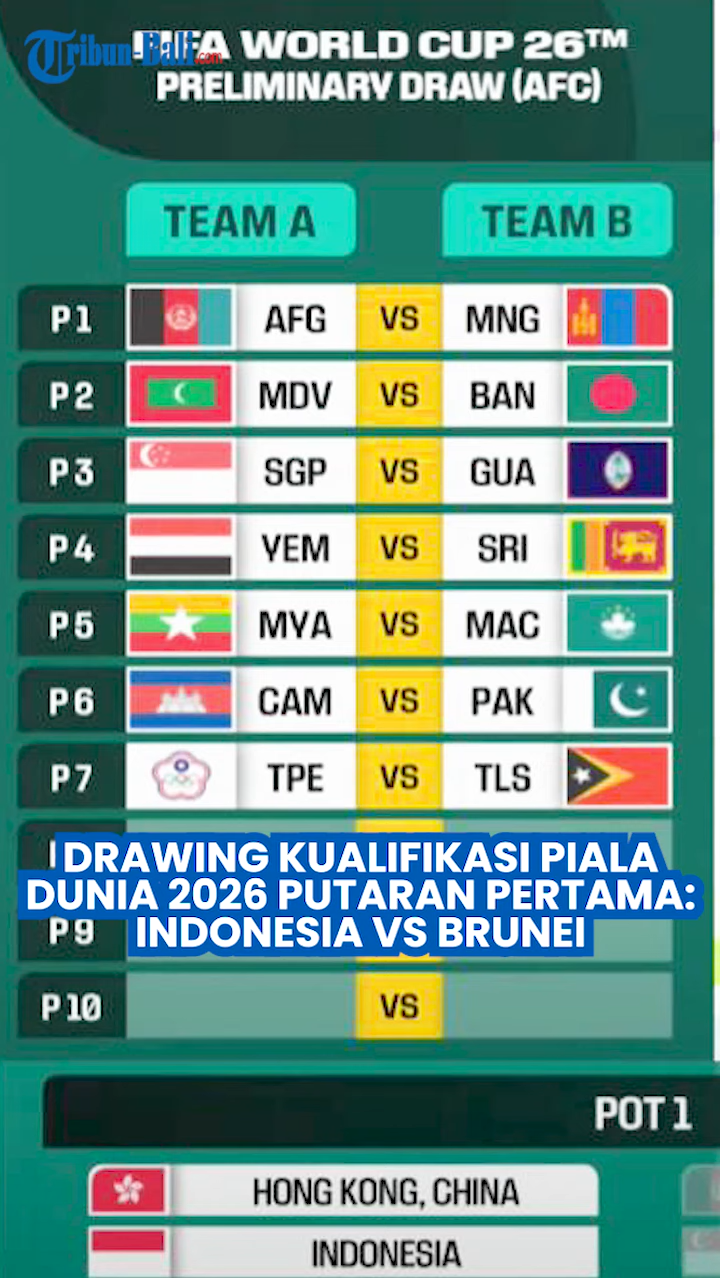 Tribun-Bali.com
FIFA WORLD CUP 26™
PRELIMINARY DRAW (AFC)
TEAM A TEAM B
P1 AFG VS MNG
P2 MDV VS BAN
P3 SGP VS GUA
P4 YEM VS SRI
P5 MYA VS MAC
P6 CAM VS PAK
P7 TPE VS TLS
DRAWING KUALIFIKASI PIALA
DUNIA 2026 PUTARAN PERTAMA:
P9
INDONESIA VS BRUNEI
P10 VS
POT 1
HONG KONG, CHINA
INDONESIA